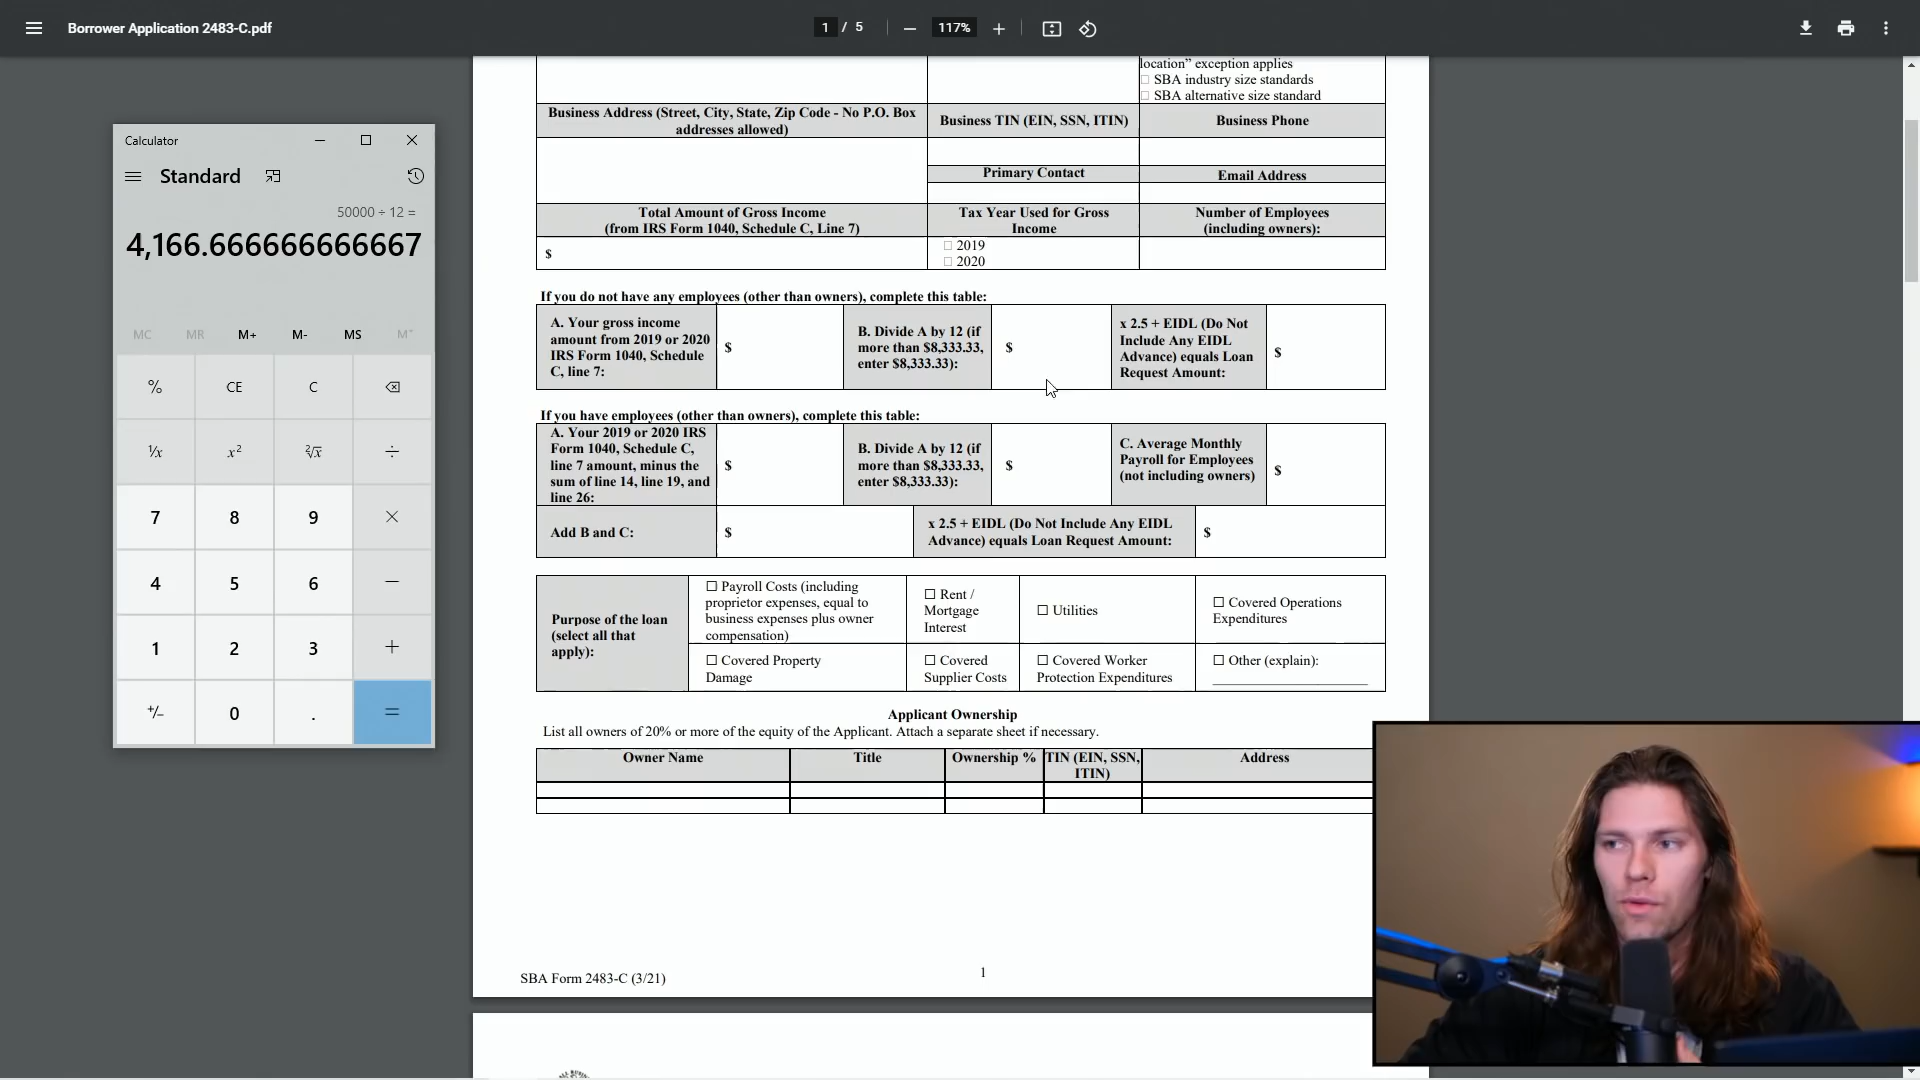 Borrower Application 2483-C.pdf
1 / 5
117%
location” exception applies
☐ SBA industry size standards
☐ SBA alternative size standard
Business Address (Street, City, State, Zip Code - No P.O. Box
addresses allowed)
Business TIN (EIN, SSN, ITIN)
Business Phone
Primary Contact
Email Address
Total Amount of Gross Income
(from IRS Form 1040, Schedule C, Line 7)
Tax Year Used for Gross
Income
Number of Employees
(including owners):
$
☐ 2019
☐ 2020
If you do not have any employees (other than owners), complete this table:
A. Your gross income
amount from 2019 or 2020
IRS Form 1040, Schedule
C, line 7:
$
B. Divide A by 12 (if
more than $8,333.33,
enter $8,333.33):
$
x 2.5 + EIDL (Do Not
Include Any EIDL
Advance) equals Loan
Request Amount:
$
If you have employees (other than owners), complete this table:
A. Your 2019 or 2020 IRS
Form 1040, Schedule C,
line 7 amount, minus the
sum of line 14, line 19, and
line 26:
$
B. Divide A by 12 (if
more than $8,333.33,
enter $8,333.33):
$
C. Average Monthly
Payroll for Employees
(not including owners)
$
Add B and C:
$
x 2.5 + EIDL (Do Not Include Any EIDL
Advance) equals Loan Request Amount:
$
Purpose of the loan
(select all that
apply):
☐ Payroll Costs (including
proprietor expenses, equal to
business expenses plus owner
compensation)
☐ Rent /
Mortgage
Interest
☐ Utilities
☐ Covered Operations
Expenditures
☐ Covered Property
Damage
☐ Covered
Supplier Costs
☐ Covered Worker
Protection Expenditures
☐ Other (explain):
Applicant Ownership
List all owners of 20% or more of the equity of the Applicant. Attach a separate sheet if necessary.
Owner Name
Title
Ownership %
TIN (EIN, SSN,
ITIN)
Address
SBA Form 2483-C (3/21)
1
Calculator
Standard
50000 ÷ 12 =
4,166.666666666667
MC MR M+ M- MS M˅
% CE C
⅟x x² ²√x ÷
7 8 9 ×
4 5 6 −
1 2 3 +
+/− 0 . =